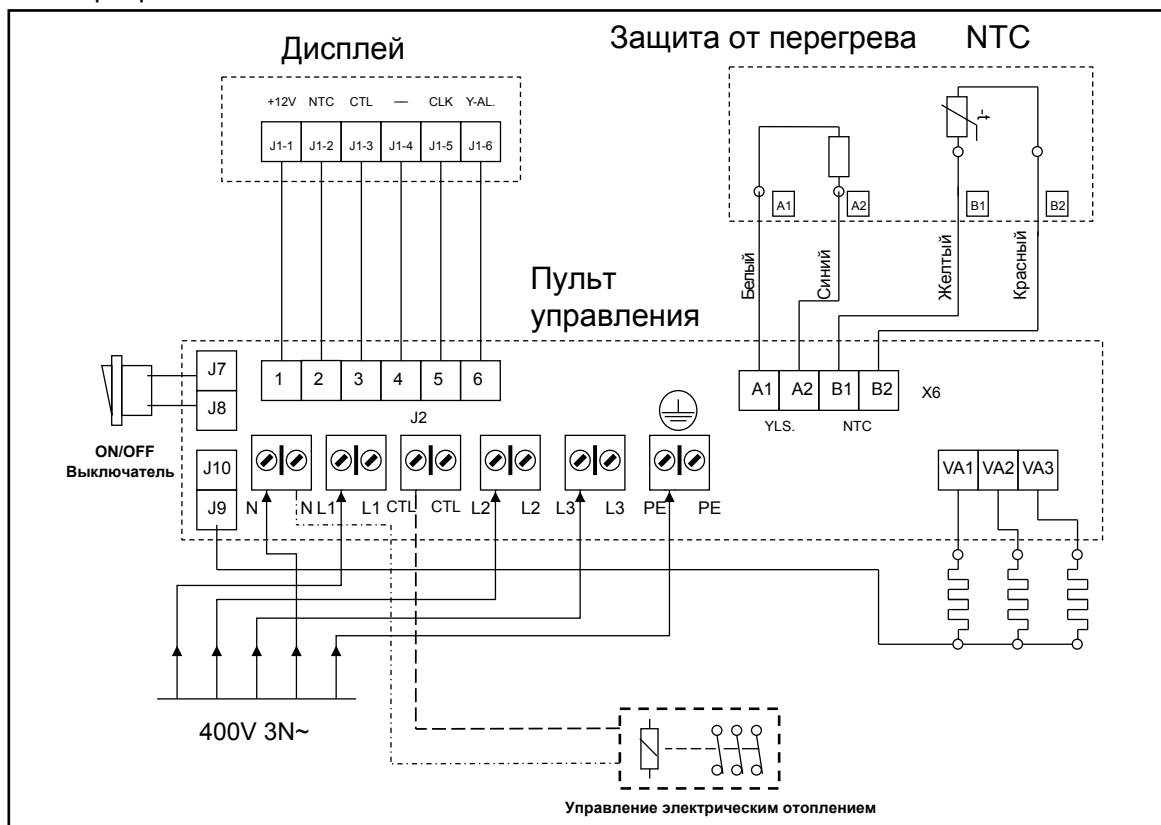 Дисплей
Защита от перегрева NTC
+12V NTC CTL — CLK Y-AL.
J1-1 J1-2 J1-3 J1-4 J1-5 J1-6
-t
A1 A2 B1 B2
Белый
Синий
Желтый
Красный
Пульт
управления
J7
J8
1 2 3 4 5 6
J2
A1 A2 B1 B2 X6
YLS. NTC
ON/OFF
Выключатель
J10
J9
N N L1 L1 CTL CTL L2 L2 L3 L3 PE PE
VA1 VA2 VA3
400V 3N~
Управление электрическим отоплением